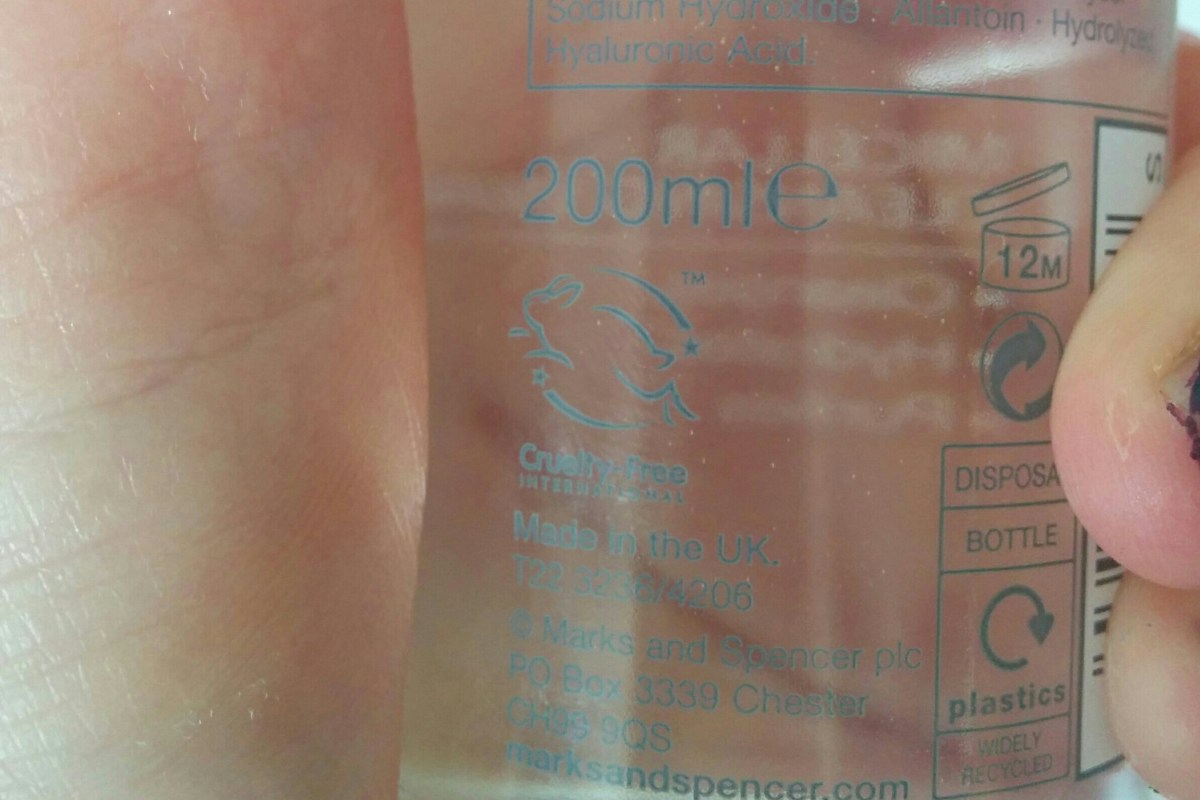 Sodium Hydroxide · Allantoin · Hydrolyzed
Hyaluronic Acid.
200ml e
12M
TM
Cruelty-Free
INTERNATIONAL
Made in the UK.
T22 3236/4206
© Marks and Spencer plc
PO Box 3339 Chester
CH99 9QS
marksandspencer.com
S
DISPOSA
BOTTLE
plastics
WIDELY
RECYCLED